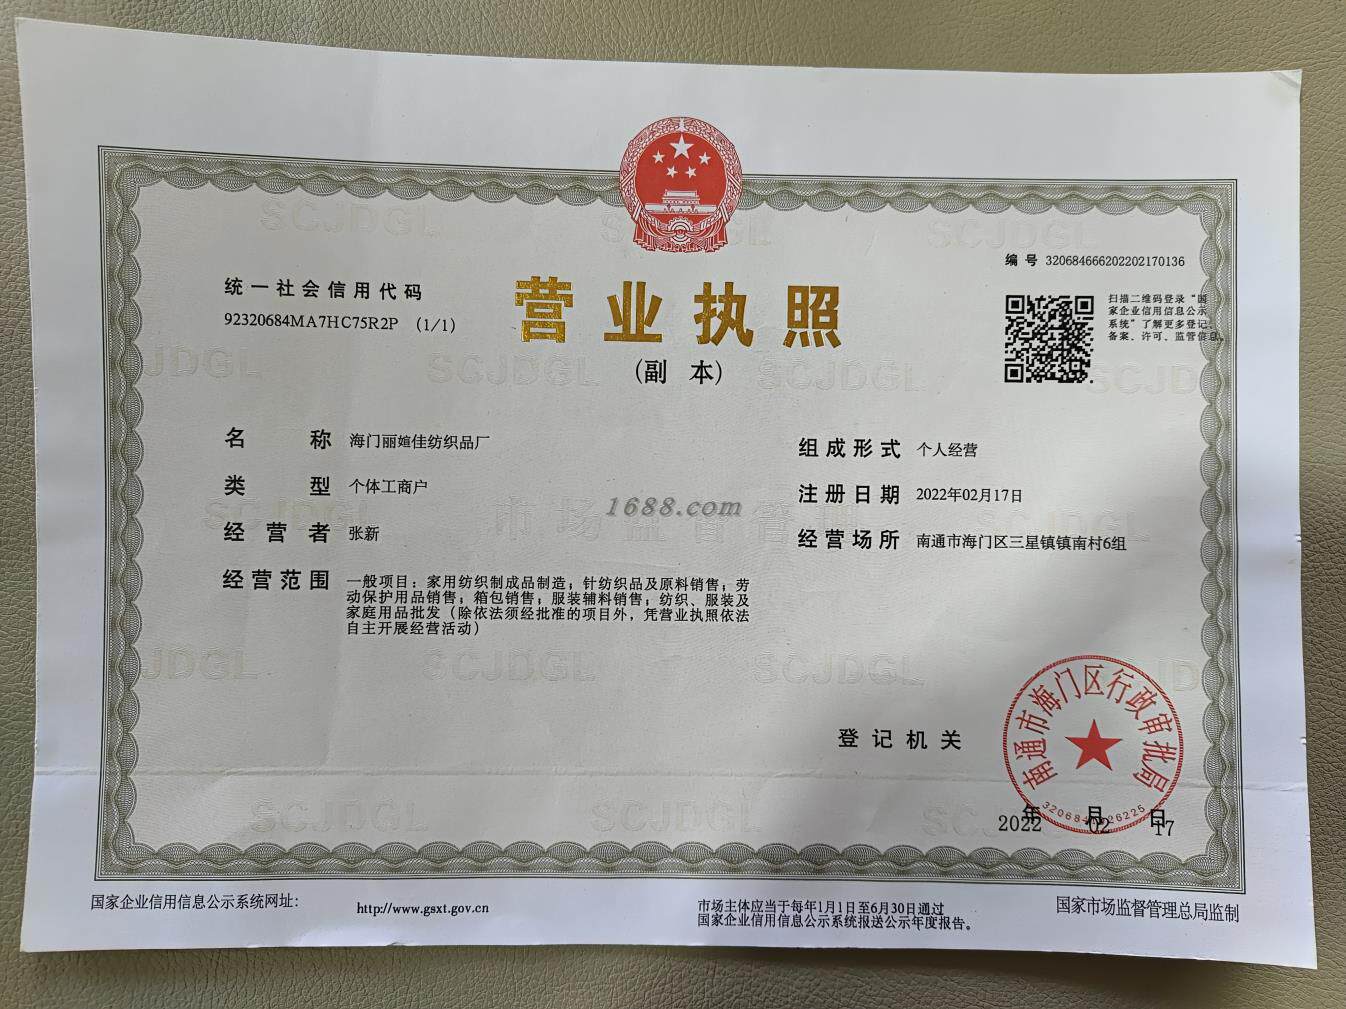 编 号 320684666202202170136
统一社会信用代码
92320684MA7HC75R2P (1/1)
营业执照
(副 本)
扫描二维码登录“国
家企业信用信息公示
系统”了解更多登记、
备案、许可、监管信息。
名 称 海门丽媗佳纺织品厂
类 型 个体工商户
经 营 者 张新
经营范围 一般项目：家用纺织制成品制造；针纺织品及原料销售；劳
动保护用品销售；箱包销售；服装辅料销售；纺织、服装及
家庭用品批发（除依法须经批准的项目外，凭营业执照依法
自主开展经营活动）
组成形式 个人经营
注册日期 2022年02月17日
经营场所 南通市海门区三星镇镇南村6组
1688.com
登记机关
南通市海门区行政审批局
2022 年 02 月 17 日
国家企业信用信息公示系统网址：
http://www.gsxt.gov.cn
市场主体应当于每年1月1日至6月30日通过
国家企业信用信息公示系统报送公示年度报告。
国家市场监督管理总局监制